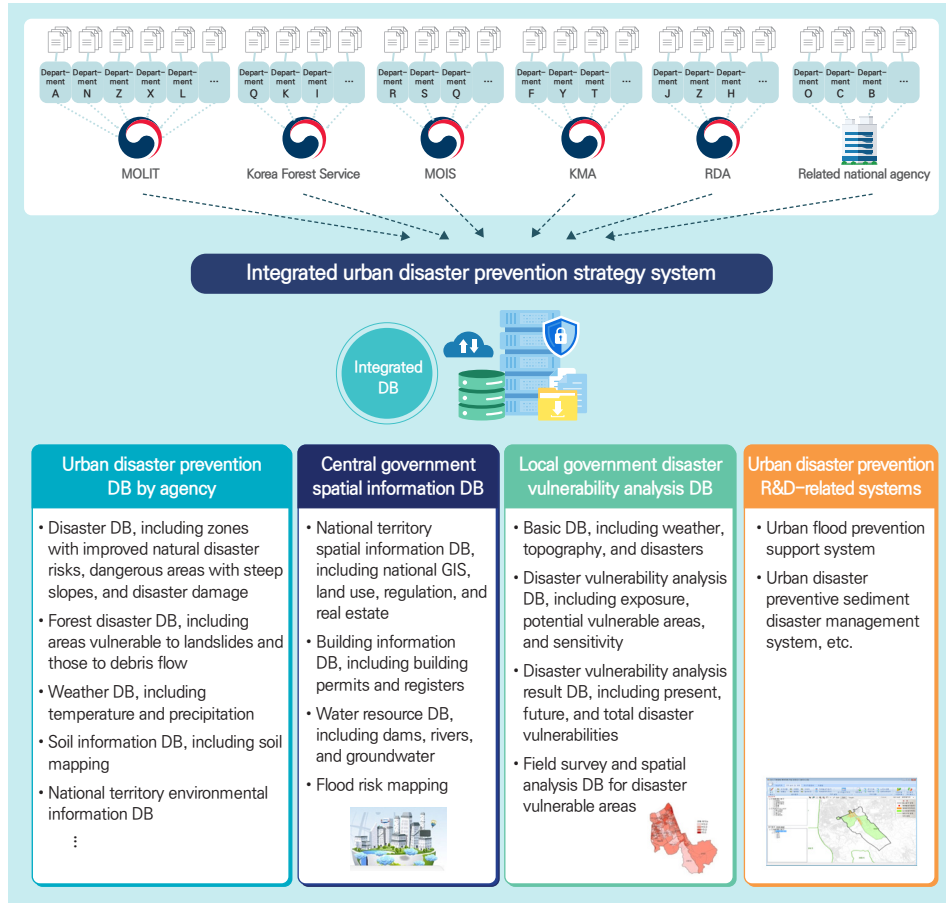 Depart-
ment
A
Depart-
ment
N
Depart-
ment
Z
Depart-
ment
X
Depart-
ment
L
...
Depart-
ment
Q
Depart-
ment
K
Depart-
ment
I
...
Depart-
ment
R
Depart-
ment
S
Depart-
ment
Q
...
Depart-
ment
F
Depart-
ment
Y
Depart-
ment
T
...
Depart-
ment
J
Depart-
ment
Z
Depart-
ment
H
...
Depart-
ment
O
Depart-
ment
C
Depart-
ment
B
...
MOLIT
Korea Forest Service
MOIS
KMA
RDA
Related national agency
Integrated urban disaster prevention strategy system
Integrated
DB
Urban disaster prevention
DB by agency
• Disaster DB, including zones
with improved natural disaster
risks, dangerous areas with steep
slopes, and disaster damage
• Forest disaster DB, including
areas vulnerable to landslides and
those to debris flow
• Weather DB, including
temperature and precipitation
• Soil information DB, including soil
mapping
• National territory environmental
information DB
⋮
Central government
spatial information DB
• National territory
spatial information DB,
including national GIS,
land use, regulation, and
real estate
• Building information
DB, including building
permits and registers
• Water resource DB,
including dams, rivers,
and groundwater
• Flood risk mapping
Local government disaster
vulnerability analysis DB
• Basic DB, including weather,
topography, and disasters
• Disaster vulnerability analysis
DB, including exposure,
potential vulnerable areas,
and sensitivity
• Disaster vulnerability analysis
result DB, including present,
future, and total disaster
vulnerabilities
• Field survey and spatial
analysis DB for disaster
vulnerable areas
Urban disaster prevention
R&D-related systems
• Urban flood prevention
support system
• Urban disaster
preventive sediment
disaster management
system, etc.